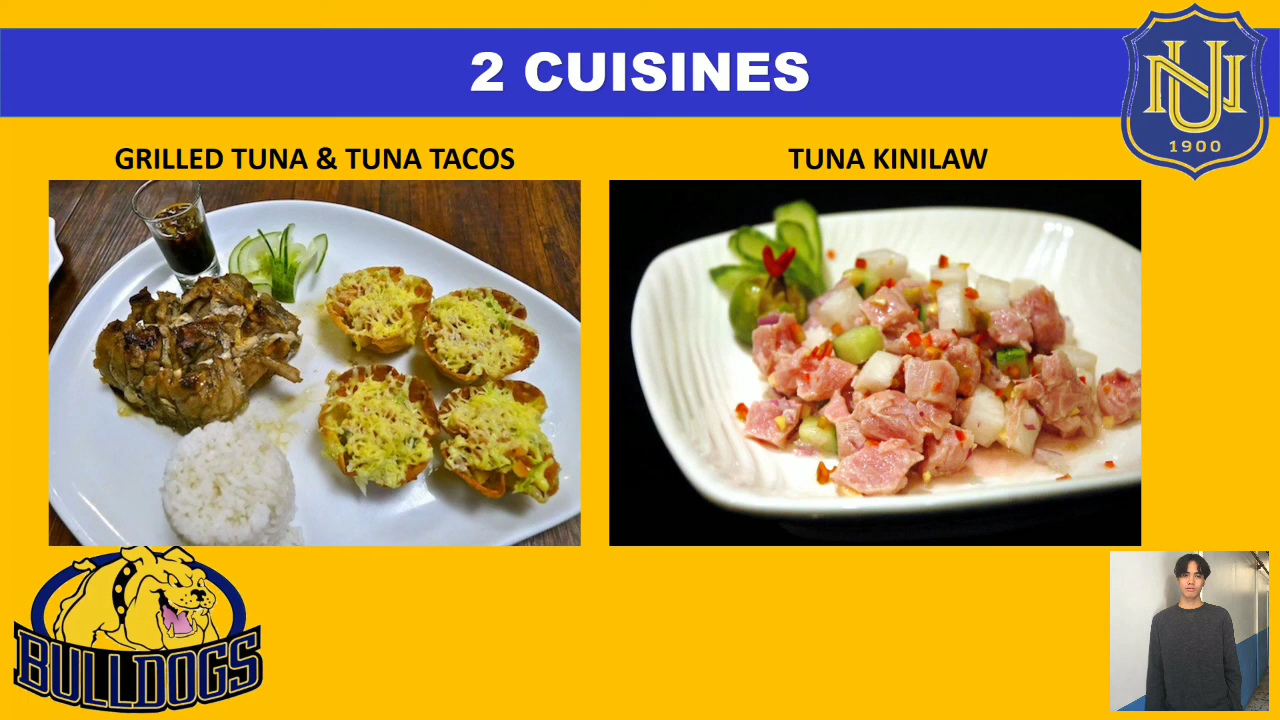 2 CUISINES
NU
1900
GRILLED TUNA & TUNA TACOS
TUNA KINILAW
BULLDOGS